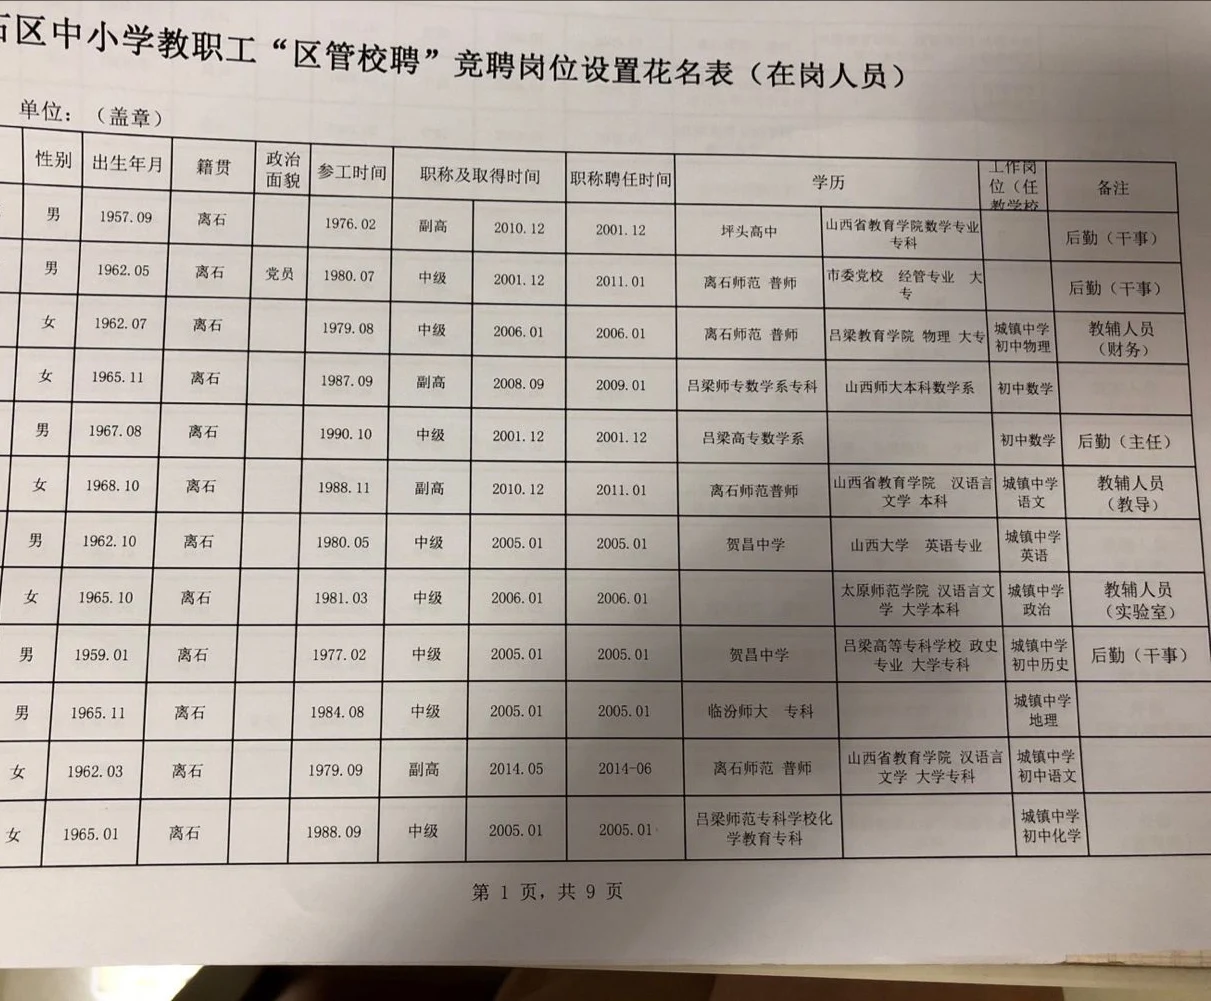 石区中小学教职工“区管校聘”竞聘岗位设置花名表（在岗人员）
单位：（盖章）
性别 出生年月 籍贯 政治面貌 参工时间 职称及取得时间 职称聘任时间 学历 工作岗位（任教学校 备注
男 1957.09 离石 1976.02 副高 2010.12 2001.12 坪头高中 山西省教育学院数学专业专科 后勤（干事）
男 1962.05 离石 党员 1980.07 中级 2001.12 2011.01 离石师范 普师 市委党校 经管专业 大专 后勤（干事）
女 1962.07 离石 1979.08 中级 2006.01 2006.01 离石师范 普师 吕梁教育学院 物理 大专 城镇中学初中物理 教辅人员（财务）
女 1965.11 离石 1987.09 副高 2008.09 2009.01 吕梁师专数学系专科 山西师大本科数学系 初中数学
男 1967.08 离石 1990.10 中级 2001.12 2001.12 吕梁高专数学系 初中数学 后勤（主任）
女 1968.10 离石 1988.11 副高 2010.12 2011.01 离石师范普师 山西省教育学院 汉语言文学 本科 城镇中学语文 教辅人员（教导）
男 1962.10 离石 1980.05 中级 2005.01 2005.01 贺昌中学 山西大学 英语专业 城镇中学英语
女 1965.10 离石 1981.03 中级 2006.01 2006.01 太原师范学院 汉语言文学 大学本科 城镇中学政治 教辅人员（实验室）
男 1959.01 离石 1977.02 中级 2005.01 2005.01 贺昌中学 吕梁高等专科学校 政史专业 大学专科 城镇中学初中历史 后勤（干事）
男 1965.11 离石 1984.08 中级 2005.01 2005.01 临汾师大 专科 城镇中学地理
女 1962.03 离石 1979.09 副高 2014.05 2014-06 离石师范 普师 山西省教育学院 汉语言文学 大学专科 城镇中学初中语文
女 1965.01 离石 1988.09 中级 2005.01 2005.01 吕梁师范专科学校化学教育专科 城镇中学初中化学
第 1 页，共 9 页